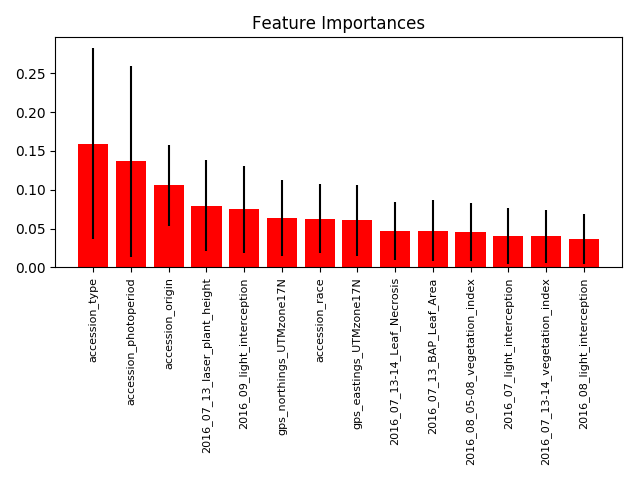 Feature Importances
0.25
0.20
0.15
0.10
0.05
0.00
accession_type
accession_photoperiod
accession_origin
2016_07_13_laser_plant_height
2016_09_light_interception
gps_northings_UTMzone17N
accession_race
gps_eastings_UTMzone17N
2016_07_13-14_Leaf_Necrosis
2016_07_13_BAP_Leaf_Area
2016_08_05-08_vegetation_index
2016_07_light_interception
2016_07_13-14_vegetation_index
2016_08_light_interception